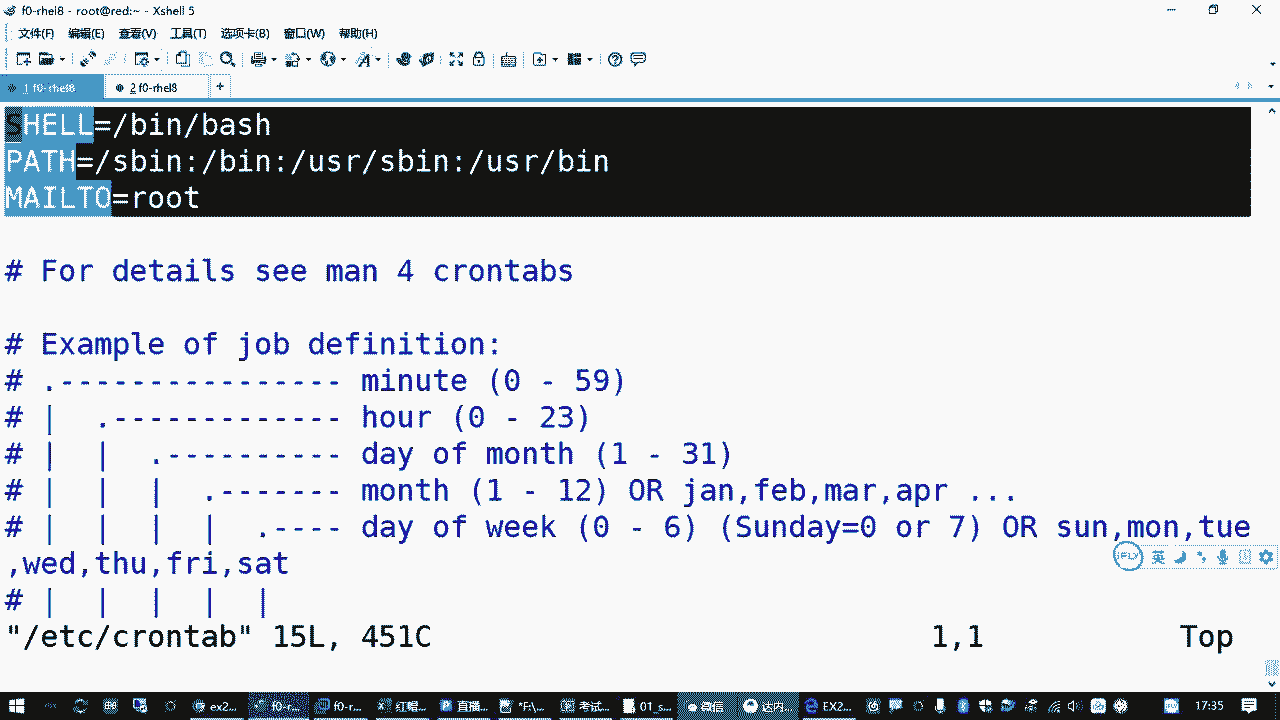 f0-rhel8 - root@red:~ - Xshell 5
文件(F) 编辑(E) 查看(V) 工具(T) 选项卡(B) 窗口(W) 帮助(H)
1 f0-rhel8 2 f0-rhel8 +
SHELL=/bin/bash
PATH=/sbin:/bin:/usr/sbin:/usr/bin
MAILTO=root
# For details see man 4 crontabs
# Example of job definition:
# .---------------- minute (0 - 59)
# | .------------- hour (0 - 23)
# | | .---------- day of month (1 - 31)
# | | | .------- month (1 - 12) OR jan,feb,mar,apr ...
# | | | | .---- day of week (0 - 6) (Sunday=0 or 7) OR sun,mon,tue
,wed,thu,fri,sat
# | | | | |
iFLY 英
"/etc/crontab" 15L, 451C 1,1 Top
ex2... f0-r... f0-r... 红帽... 直播... "F:\... 考试... 01_s... 微信 达内... EX2... 17:35